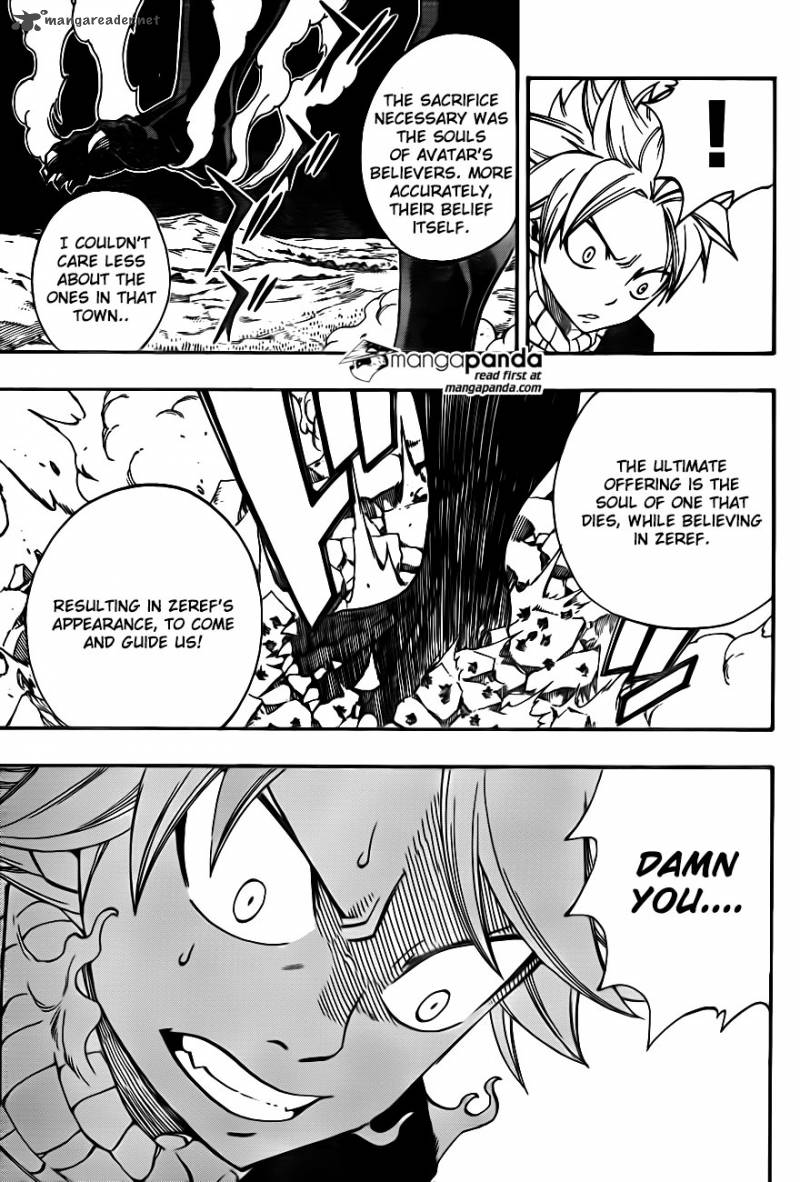 mangareader.net
!
THE SACRIFICE
NECESSARY WAS
THE SOULS
OF AVATAR'S
BELIEVERS. MORE
ACCURATELY,
THEIR BELIEF
ITSELF.
I COULDN'T
CARE LESS
ABOUT THE
ONES IN THAT
TOWN..
mangapanda
read first at
mangapanda.com
THE ULTIMATE
OFFERING IS THE
SOUL OF ONE THAT
DIES, WHILE BELIEVING
IN ZEREF.
RESULTING IN ZEREF'S
APPEARANCE, TO COME
AND GUIDE US!
DAMN
YOU....